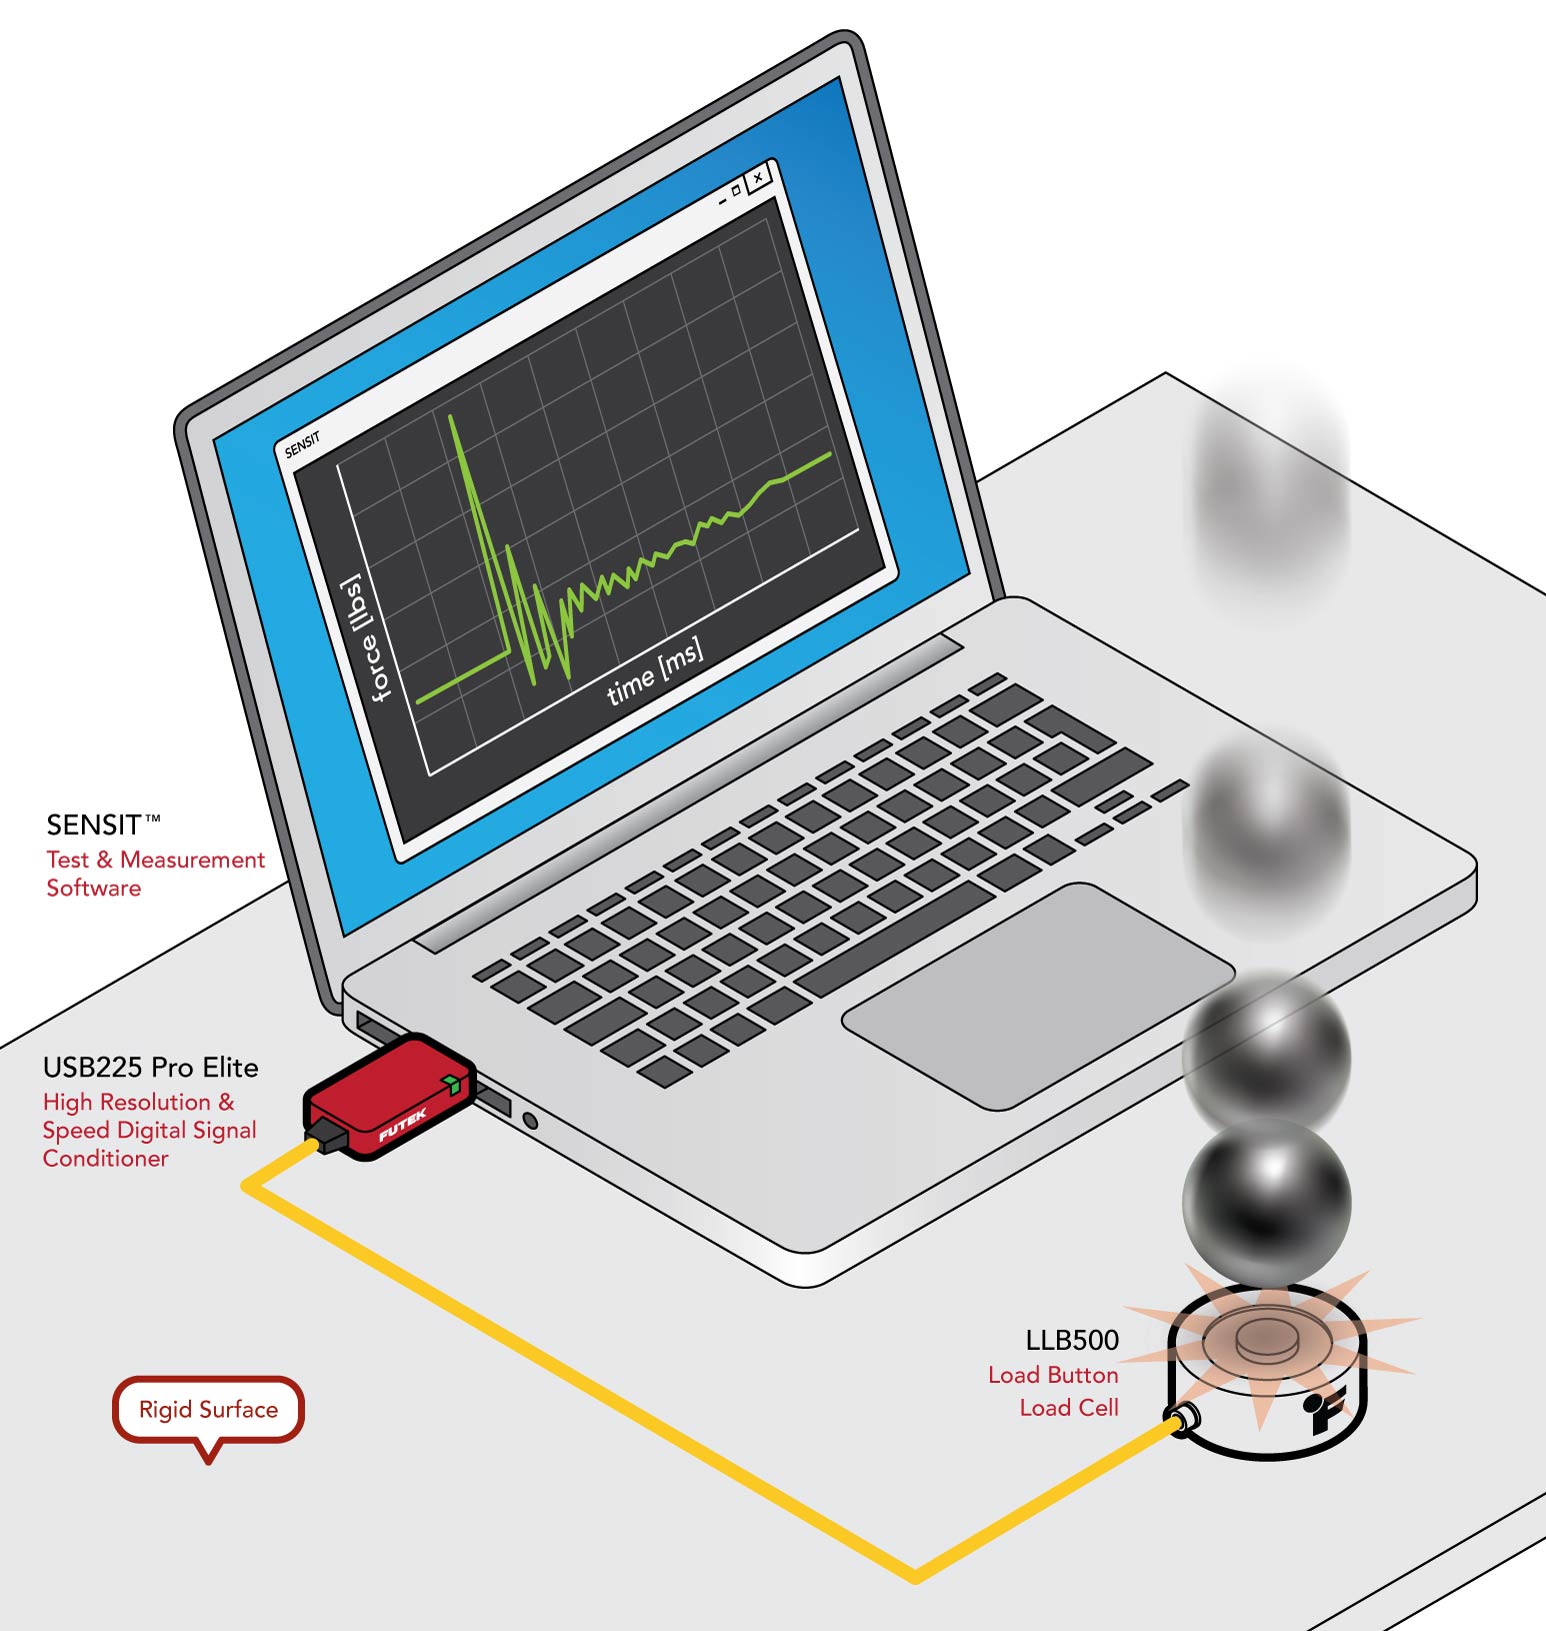 SENSIT
force [lbs]
time [ms]
SENSIT™
Test & Measurement
Software
USB225 Pro Elite
High Resolution &
Speed Digital Signal
Conditioner
FUTEK
LLB500
Load Button
Load Cell
Rigid Surface